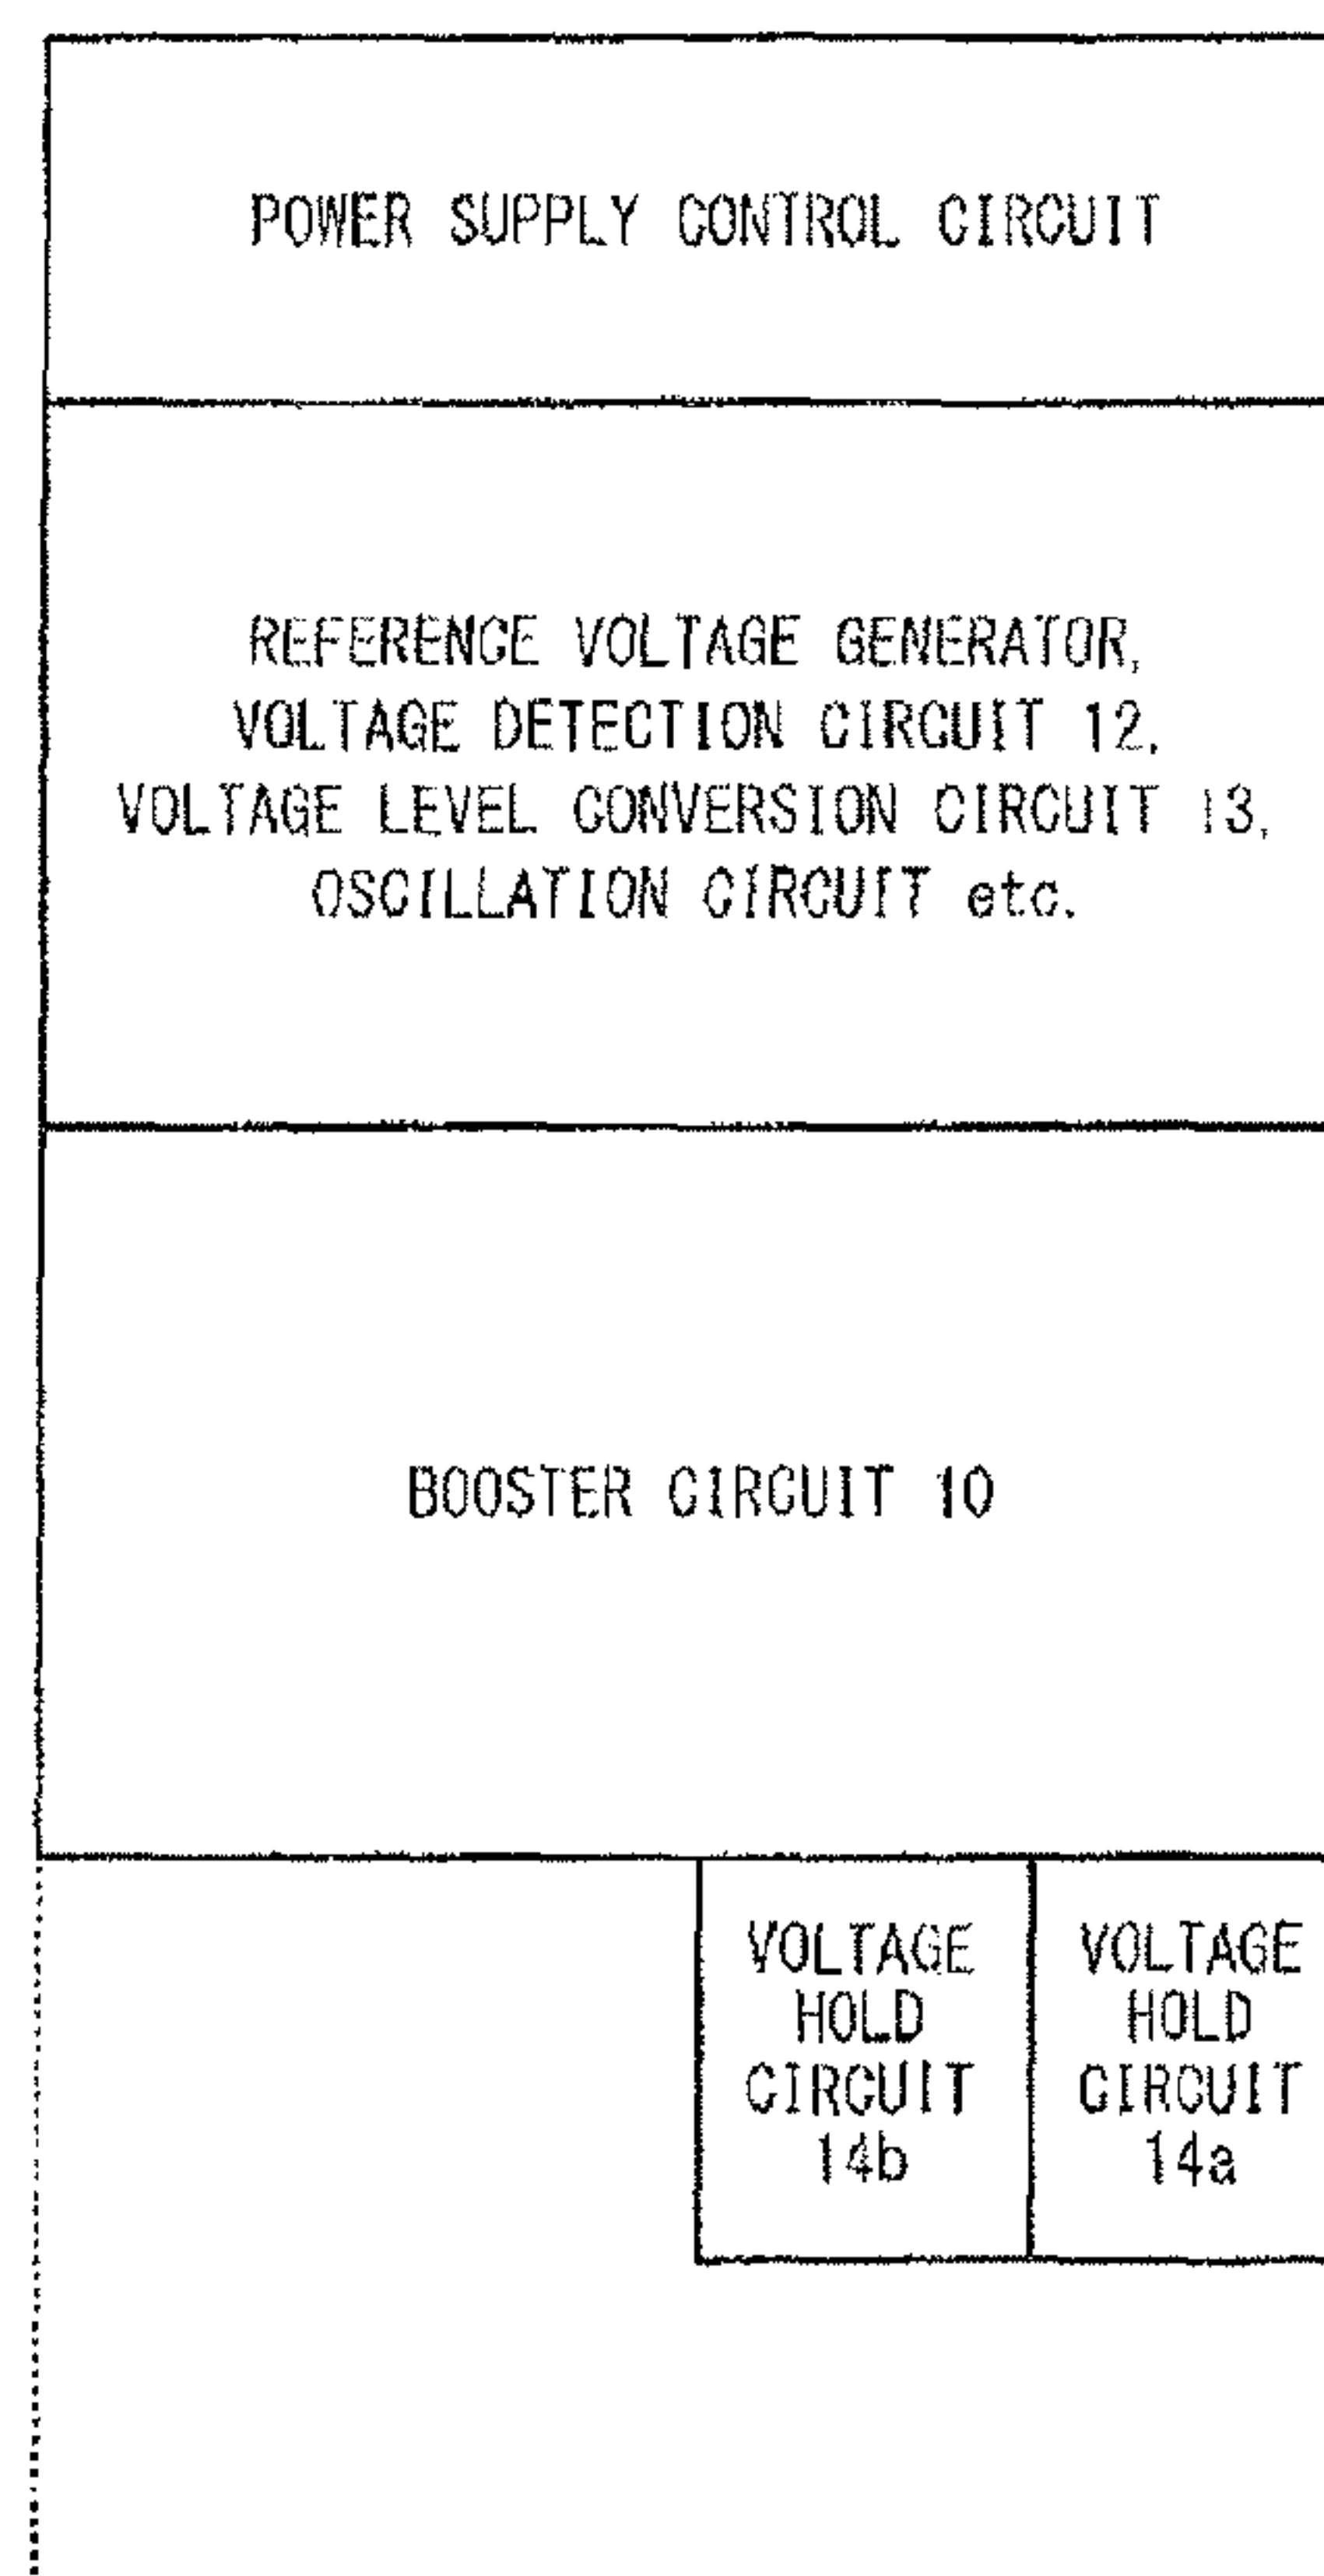 POWER SUPPLY CONTROL CIRCUIT
REFERENCE VOLTAGE GENERATOR,
VOLTAGE DETECTION CIRCUIT 12,
VOLTAGE LEVEL CONVERSION CIRCUIT 13,
OSCILLATION CIRCUIT etc.
BOOSTER CIRCUIT 10
VOLTAGE
HOLD
CIRCUIT
14b
VOLTAGE
HOLD
CIRCUIT
14a